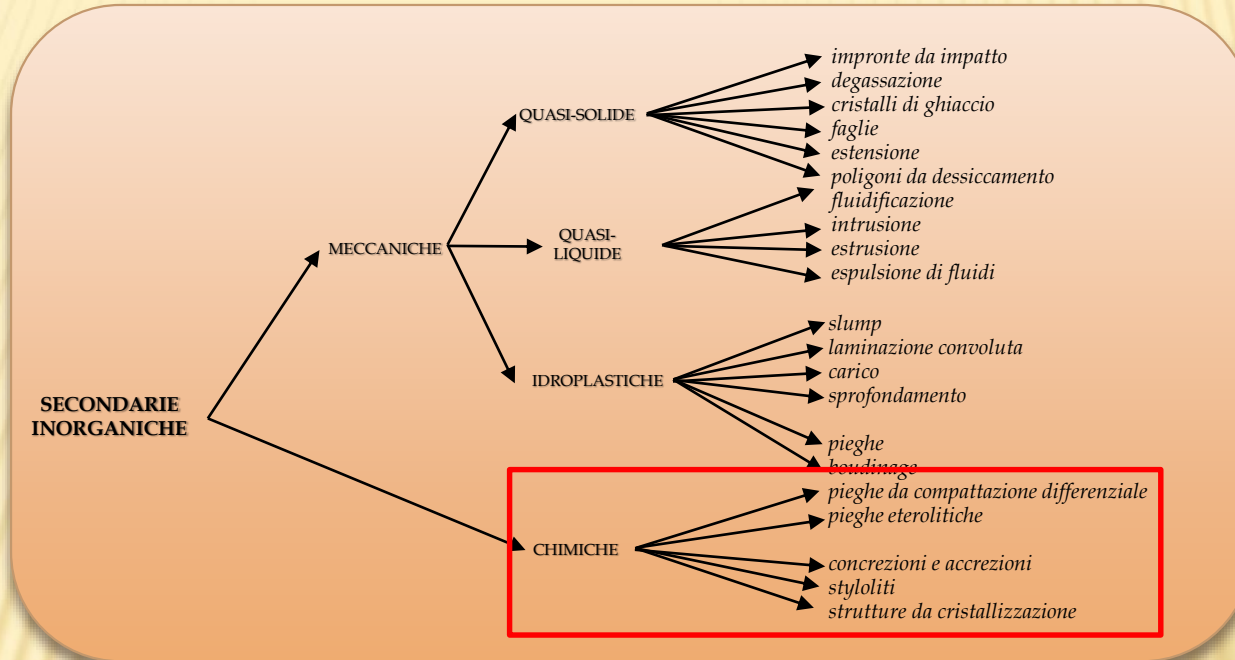 impronte da impatto
degassazione
cristalli di ghiaccio
QUASI-SOLIDE
faglie
estensione
poligoni da dessiccamento
fluidificazione
intrusione
QUASI-
LIQUIDE
MECCANICHE
estrusione
espulsione di fluidi
slump
laminazione convoluta
carico
IDROPLASTICHE
sprofondamento
SECONDARIE
INORGANICHE
pieghe
boudinage
pieghe da compattazione differenziale
pieghe eterolitiche
CHIMICHE
concrezioni e accrezioni
styloliti
strutture da cristallizzazione